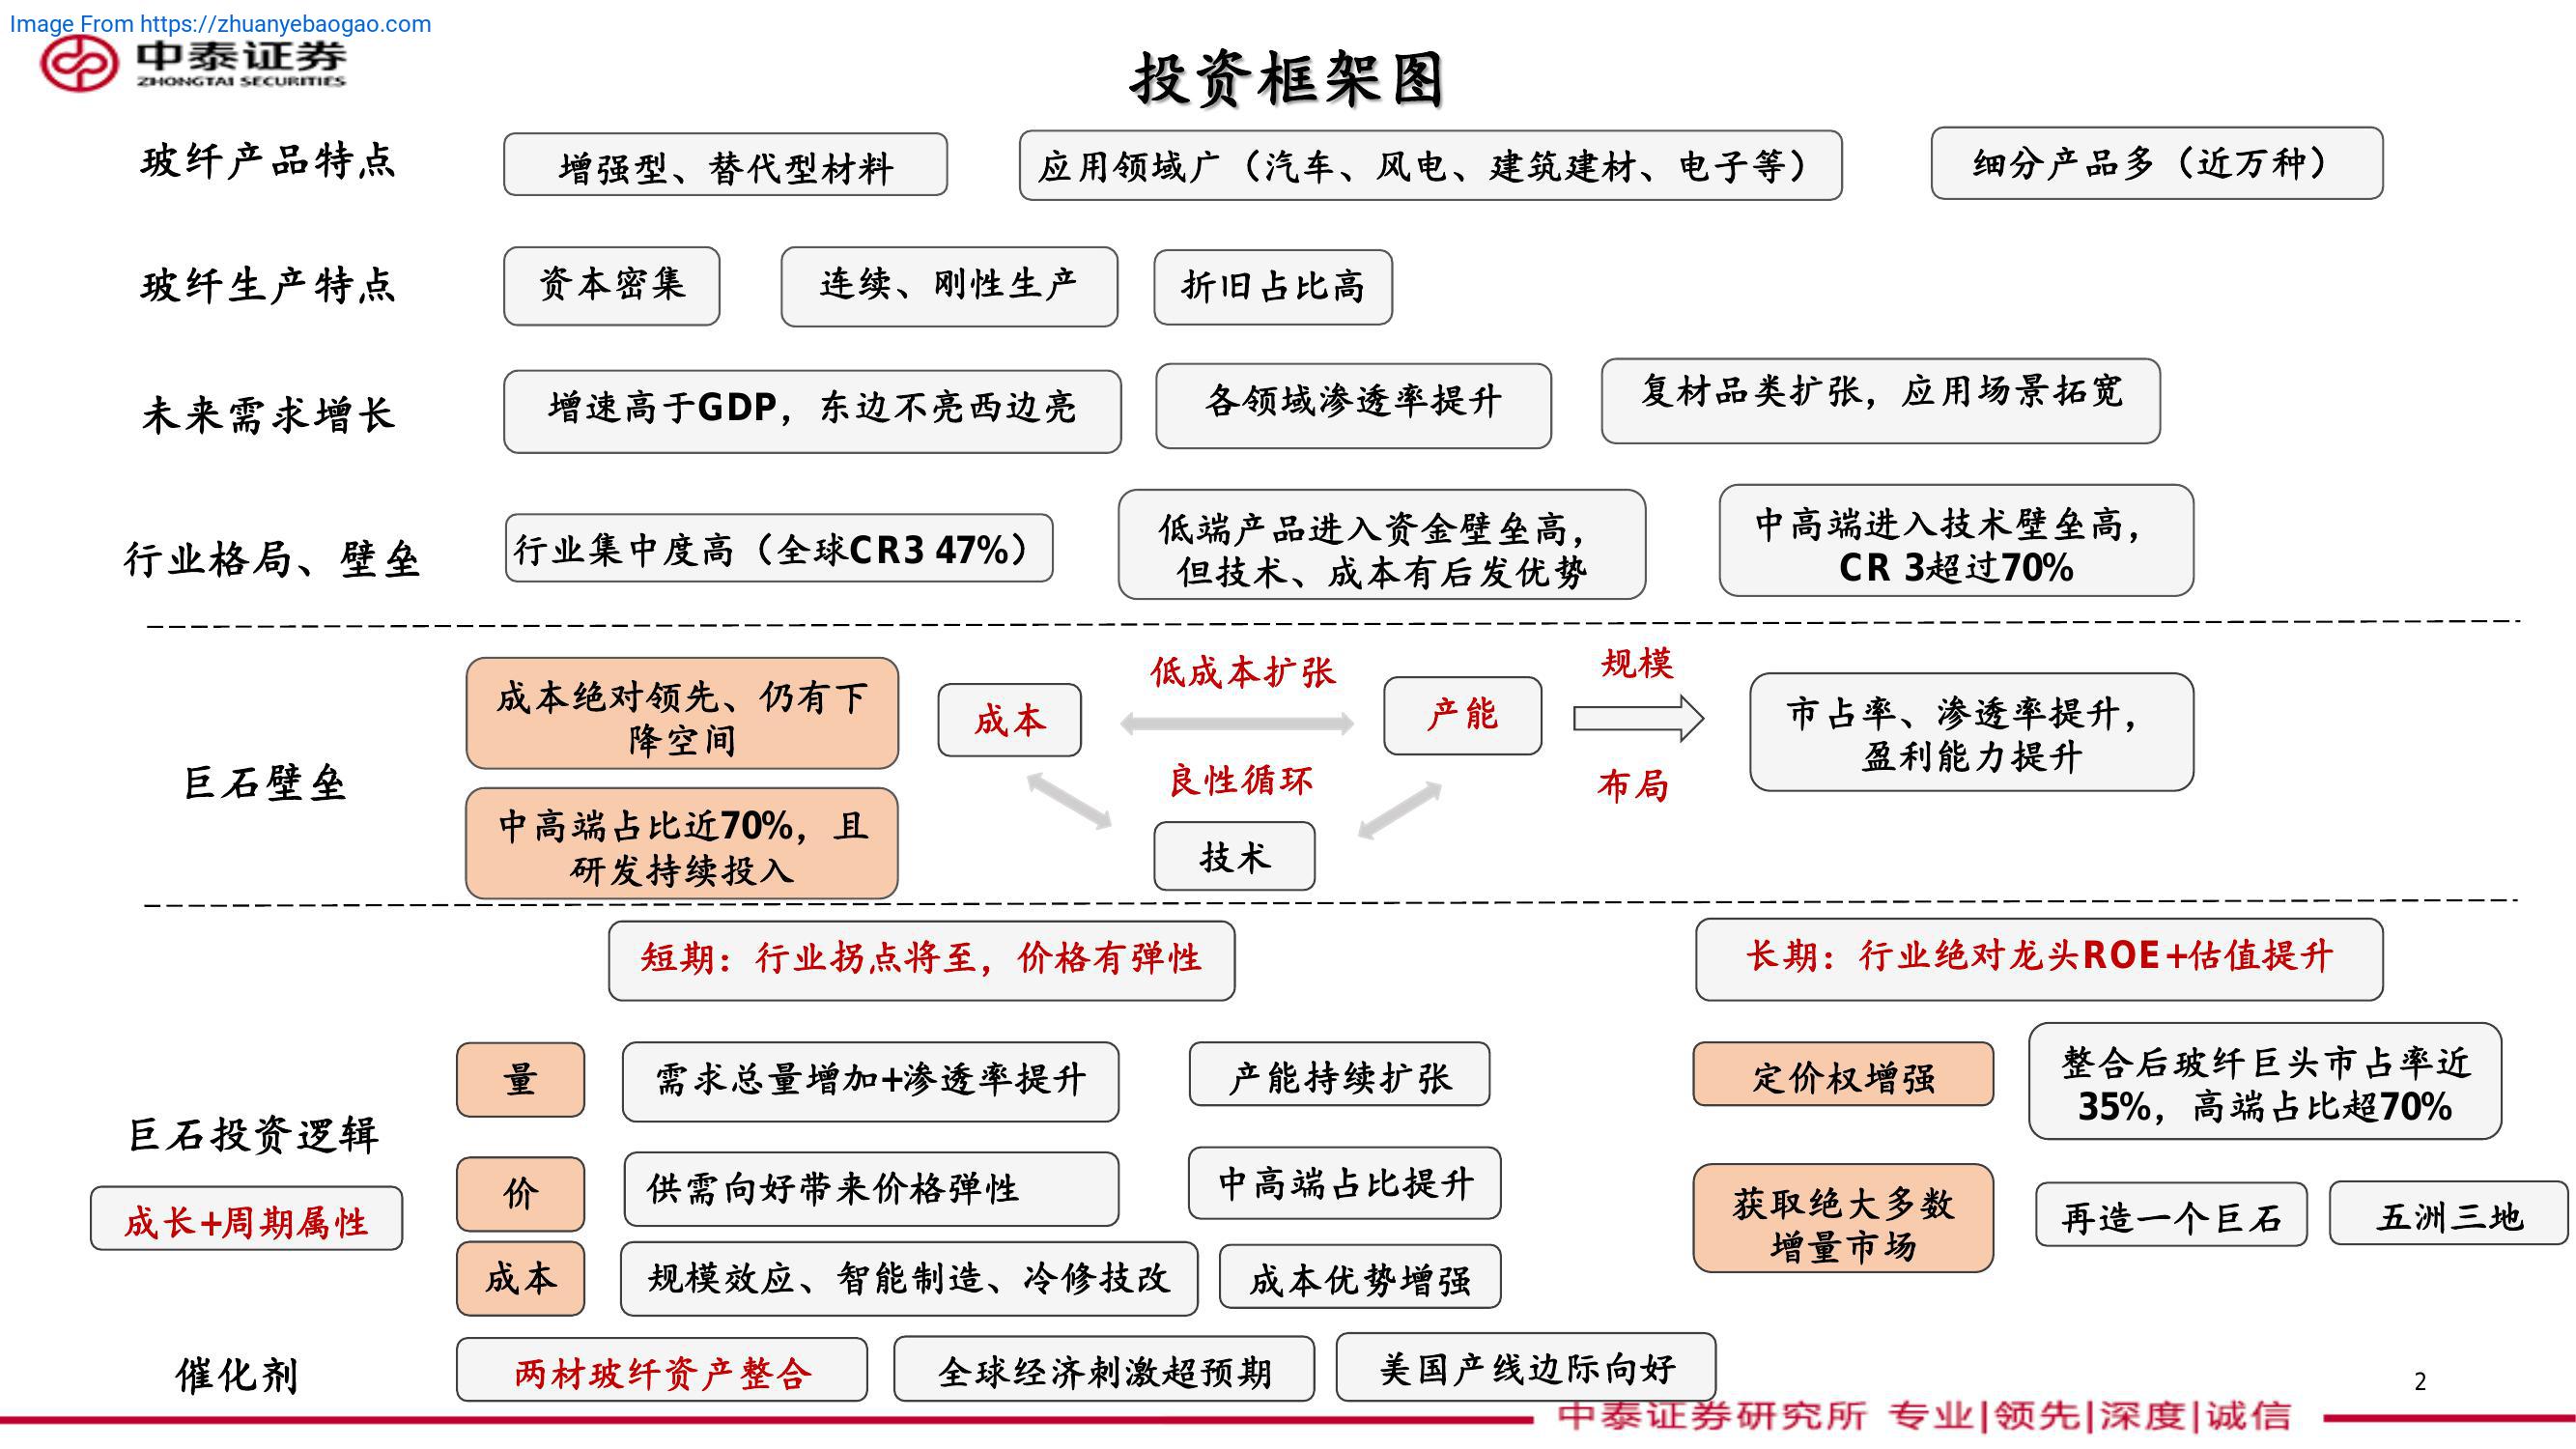 Image From https://zhuanyebaogao.com
中泰证券
ZHONGTAI SECURITIES
投资框架图
玻纤产品特点
增强型、替代型材料
应用领域广（汽车、风电、建筑建材、电子等）
细分产品多（近万种）
玻纤生产特点
资本密集
连续、刚性生产
折旧占比高
未来需求增长
增速高于GDP，东边不亮西边亮
各领域渗透率提升
复材品类扩张，应用场景拓宽
行业格局、壁垒
行业集中度高（全球CR3 47%）
低端产品进入资金壁垒高，
但技术、成本有后发优势
中高端进入技术壁垒高，
CR 3超过70%
巨石壁垒
成本绝对领先、仍有下
降空间
中高端占比近70%，且
研发持续投入
成本
低成本扩张
良性循环
产能
技术
规模
布局
市占率、渗透率提升，
盈利能力提升
短期：行业拐点将至，价格有弹性
长期：行业绝对龙头ROE+估值提升
巨石投资逻辑
成长+周期属性
量
需求总量增加+渗透率提升
产能持续扩张
价
供需向好带来价格弹性
中高端占比提升
成本
规模效应、智能制造、冷修技改
成本优势增强
定价权增强
整合后玻纤巨头市占率近
35%，高端占比超70%
获取绝大多数
增量市场
再造一个巨石
五洲三地
催化剂
两材玻纤资产整合
全球经济刺激超预期
美国产线边际向好
2
中泰证券研究所 专业|领先|深度|诚信